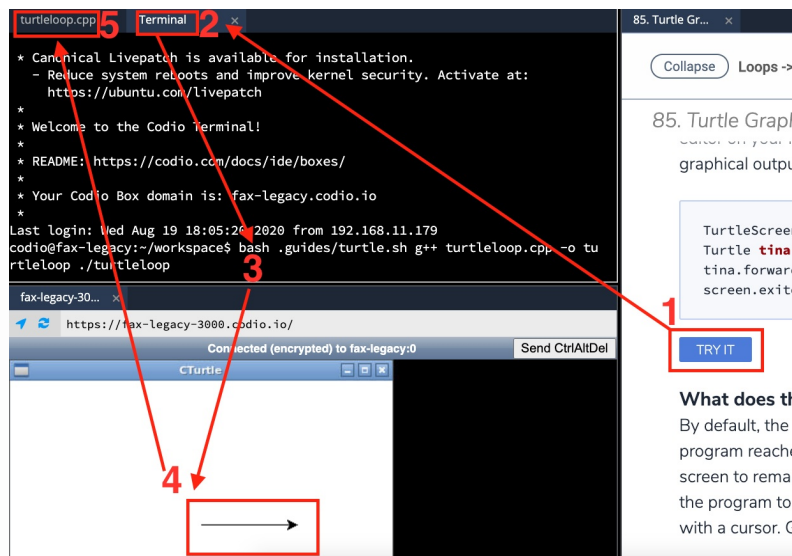 turtleloop.cpp 5 Terminal 2 ×
* Canonical Livepatch is available for installation.
- Reduce system reboots and improve kernel security. Activate at:
https://ubuntu.com/livepatch
*
* Welcome to the Codio Terminal!
*
* README: https://codio.com/docs/ide/boxes/
*
* Your Codio Box domain is: fax-legacy.codio.io
*
Last login: Wed Aug 19 18:05:20 2020 from 192.168.11.179
codio@fax-legacy:~/workspace$ bash .guides/turtle.sh g++ turtleloop.cpp -o tu
rtleloop ./turtleloop
3
fax-legacy-30... ×
https://fax-legacy-3000.codio.io/
Connected (encrypted) to fax-legacy:0 Send CtrlAltDel
CTurtle
4
85. Turtle Gr... ×
Collapse Loops ->
85. Turtle Grap
graphical outpu
TurtleScreen
Turtle tina
tina.forward
screen.exito
1
TRY IT
What does th
By default, the
program reache
screen to rema
the program to
with a cursor. G